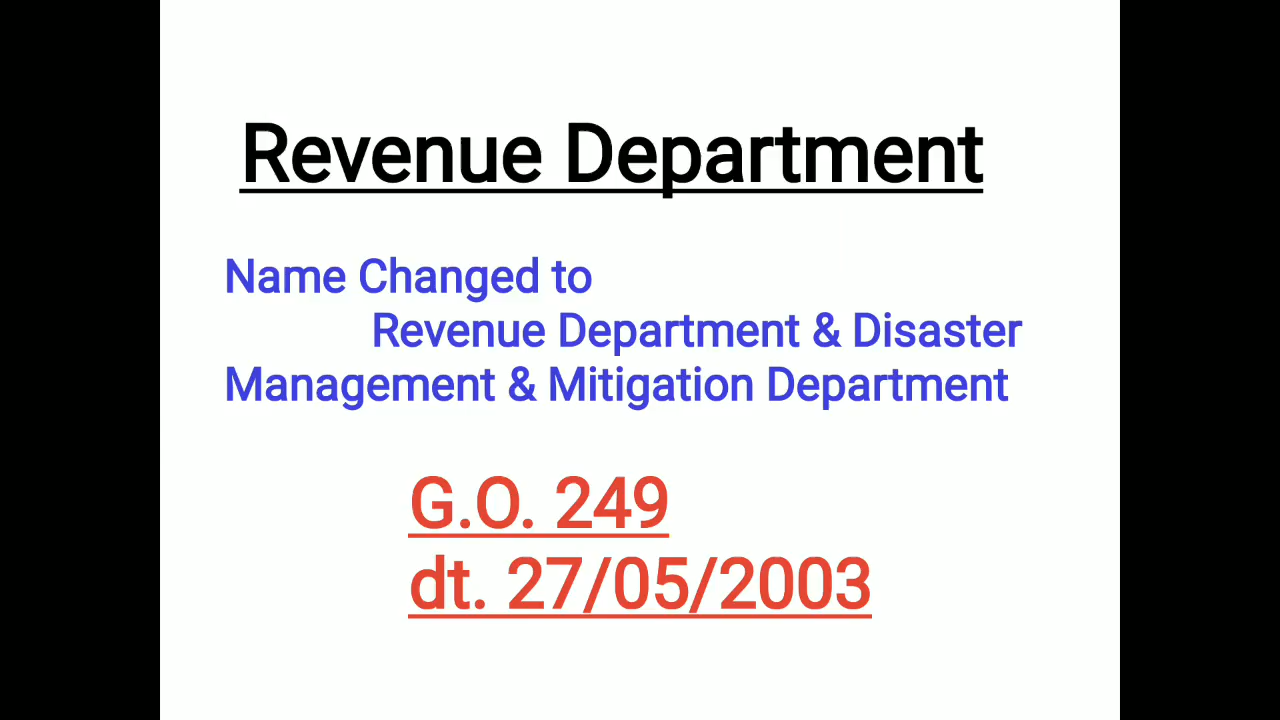 Revenue Department
Name Changed to
Revenue Department & Disaster
Management & Mitigation Department
G.O. 249
dt. 27/05/2003